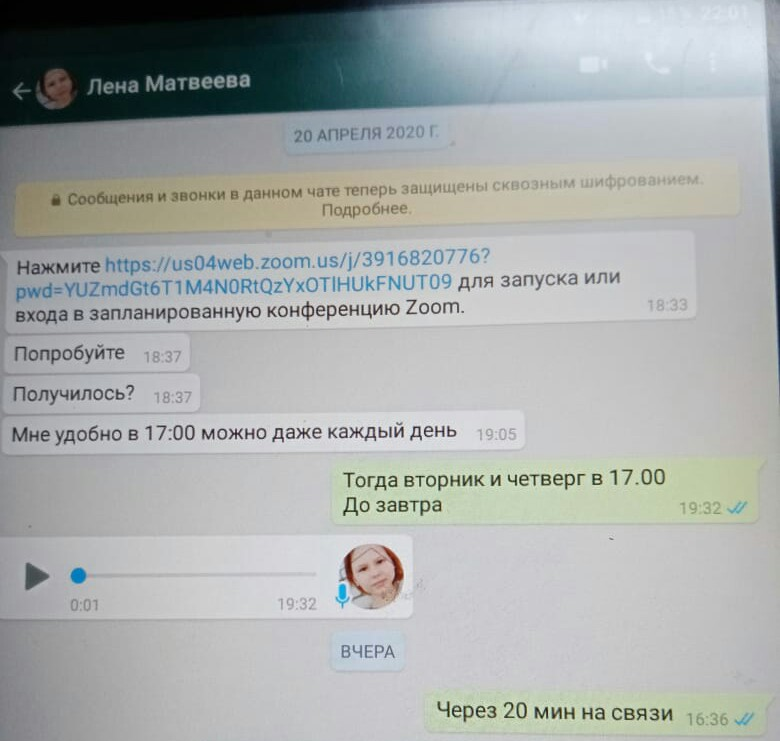 22:01
Лена Матвеева
20 АПРЕЛЯ 2020 Г.
Сообщения и звонки в данном чате теперь защищены сквозным шифрованием.
Подробнее.
Нажмите https://us04web.zoom.us/j/3916820776?
pwd=YUZmdGt6T1M4N0RtQzYxOTlHUkFNUT09 для запуска или
входа в запланированную конференцию Zoom.
18:33
Попробуйте 18:37
Получилось? 18:37
Мне удобно в 17:00 можно даже каждый день 19:05
Тогда вторник и четверг в 17.00
До завтра
19:32
0:01 19:32
ВЧЕРА
Через 20 мин на связи 16:36